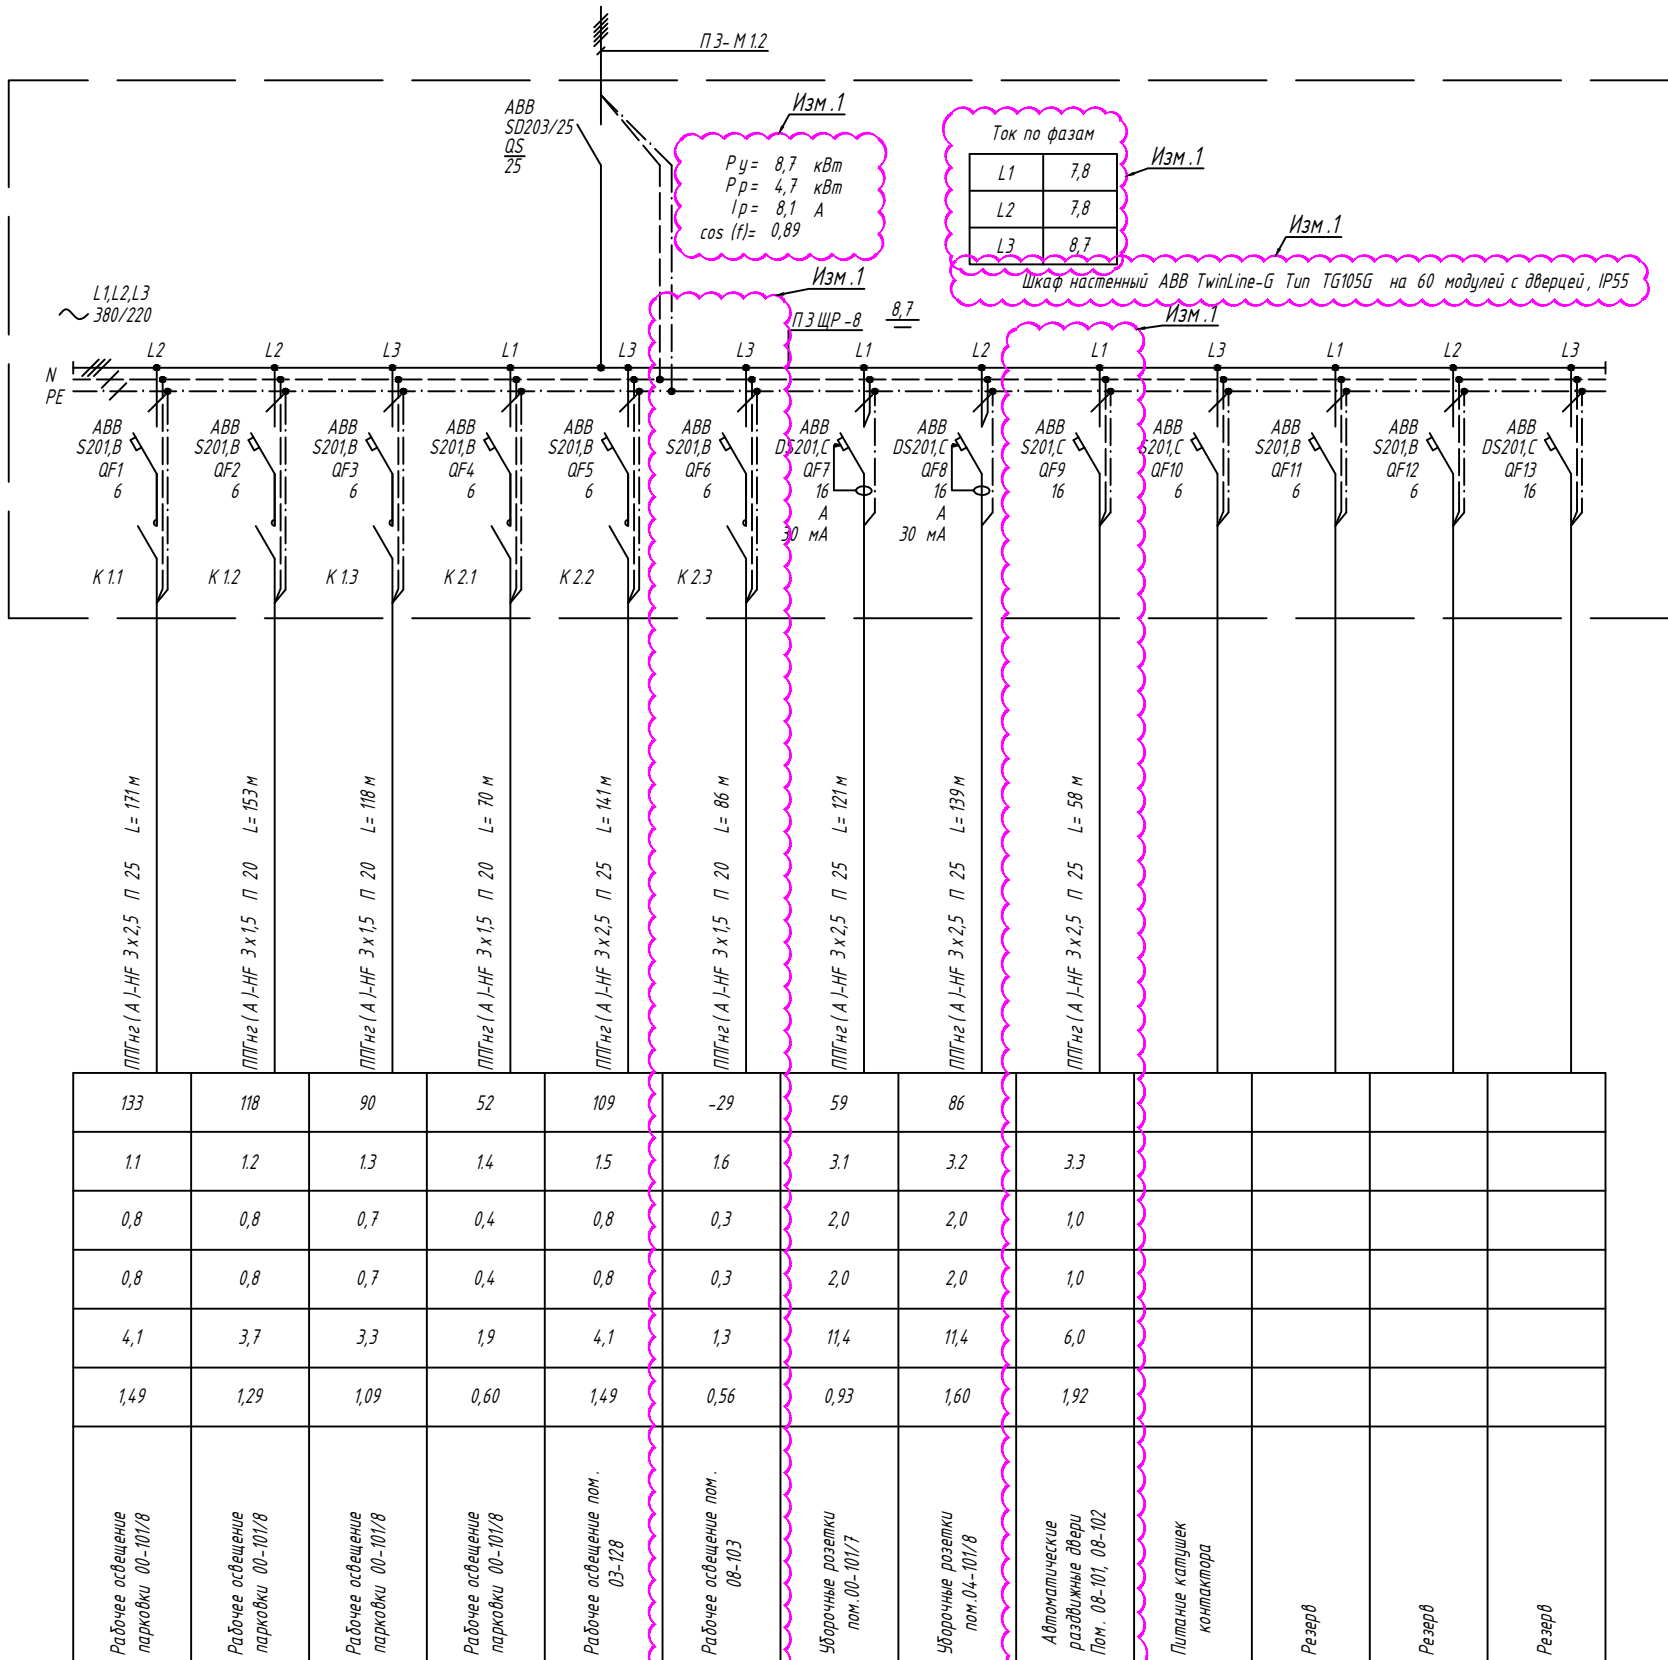 П3-М1.2
ABB
SD203/25
QS
25
Изм.1
Pу= 8,7 кВт
Pр= 4,7 кВт
Iр= 8,1 А
cos (f)= 0,89
Изм.1
Ток по фазам
L1 7,8
L2 7,8
L3 8,7
Изм.1
Шкаф настенный ABB TwinLine-G Тип TG105G на 60 модулей с дверцей, IP55
Изм.1
L1,L2,L3
380/220
П3ЩР-8 8,7
Изм.1
N
PE
L2 L2 L3 L1 L3 L3 L1 L2 L1 L3 L1 L2 L3
ABB ABB ABB ABB ABB ABB ABB ABB ABB ABB ABB ABB ABB
S201,B S201,B S201,B S201,B S201,B S201,B DS201,C DS201,C S201,C S201,C S201,B S201,B DS201,C
QF1 QF2 QF3 QF4 QF5 QF6 QF7 QF8 QF9 QF10 QF11 QF12 QF13
6 6 6 6 6 6 16 16 16 6 6 6 16
А А
30 мА 30 мА
К1.1 К1.2 К1.3 К2.1 К2.2 К2.3
ППГнг(А)-HF 3х2,5 П 25 L= 171 м
ППГнг(А)-HF 3х1,5 П 20 L= 153 м
ППГнг(А)-HF 3х1,5 П 20 L= 118 м
ППГнг(А)-HF 3х1,5 П 20 L= 70 м
ППГнг(А)-HF 3х2,5 П 25 L= 141 м
ППГнг(А)-HF 3х1,5 П 20 L= 86 м
ППГнг(А)-HF 3х2,5 П 25 L= 121 м
ППГнг(А)-HF 3х2,5 П 25 L= 139 м
ППГнг(А)-HF 3х2,5 П 25 L= 58 м
133 118 90 52 109 -29 59 86
1.1 1.2 1.3 1.4 1.5 1.6 3.1 3.2 3.3
0,8 0,8 0,7 0,4 0,8 0,3 2,0 2,0 1,0
0,8 0,8 0,7 0,4 0,8 0,3 2,0 2,0 1,0
4,1 3,7 3,3 1,9 4,1 1,3 11,4 11,4 6,0
1,49 1,29 1,09 0,60 1,49 0,56 0,93 1,60 1,92
Рабочее освещение
парковки 00-101/8
Рабочее освещение
парковки 00-101/8
Рабочее освещение
парковки 00-101/8
Рабочее освещение
парковки 00-101/8
Рабочее освещение пом.
03-128
Рабочее освещение пом.
08-103
Уборочные розетки
пом.00-101/7
Уборочные розетки
пом.04-101/8
Автоматические
раздвижные двери
Пом. 08-101, 08-102
Питание катушек
контактора
Резерв
Резерв
Резерв